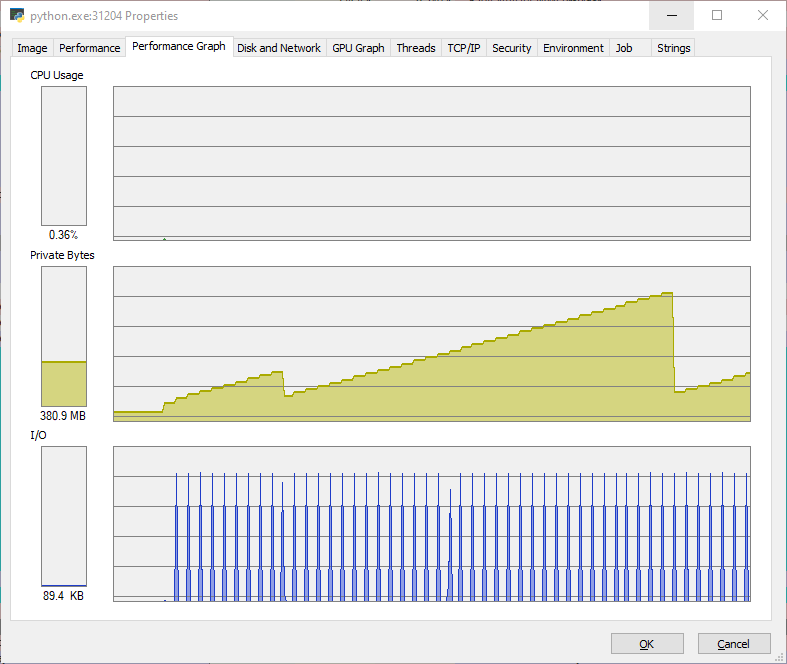 python.exe:31204 Properties
Image Performance Performance Graph Disk and Network GPU Graph Threads TCP/IP Security Environment Job Strings
CPU Usage
0.36%
Private Bytes
380.9 MB
I/O
89.4 KB
OK Cancel